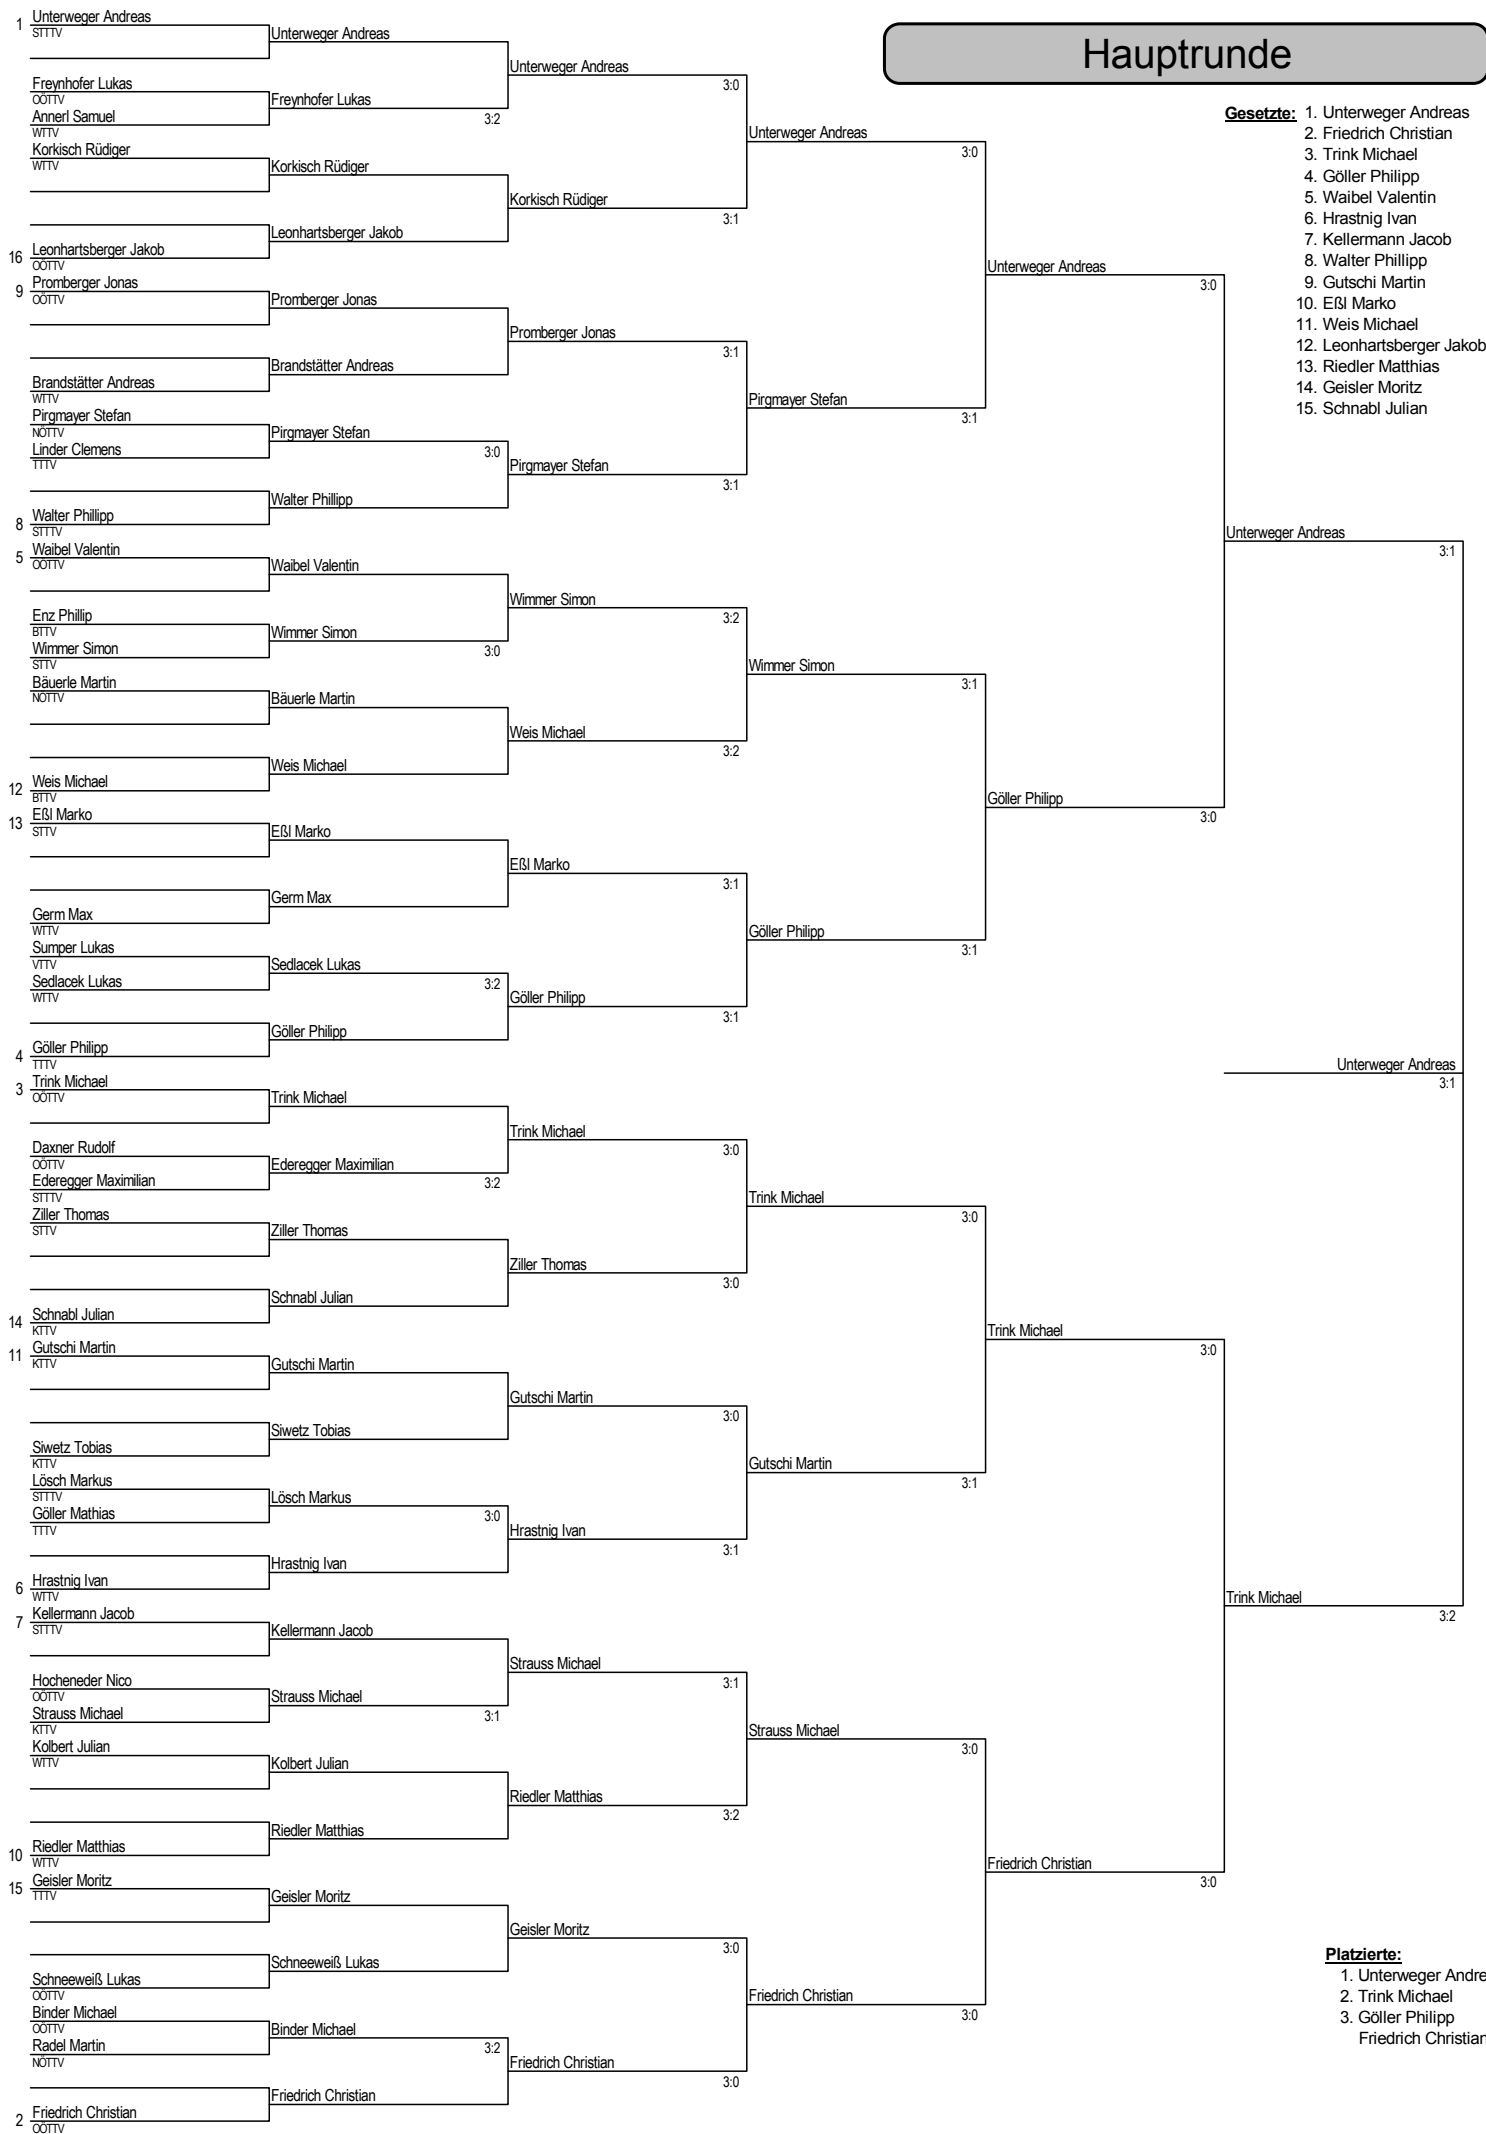 Hauptrunde
Gesetzte: 1. Unterweger Andreas
2. Friedrich Christian
3. Trink Michael
4. Göller Philipp
5. Waibel Valentin
6. Hrastnig Ivan
7. Kellermann Jacob
8. Walter Phillipp
9. Gutschi Martin
10. Eßl Marko
11. Weis Michael
12. Leonhartsberger Jakob
13. Riedler Matthias
14. Geisler Moritz
15. Schnabl Julian
1 Unterweger Andreas
STTTV
Freynhofer Lukas
OÖTTV
Annerl Samuel
WTTV
Korkisch Rüdiger
WTTV
16 Leonhartsberger Jakob
OÖTTV
9 Promberger Jonas
OÖTTV
Brandstätter Andreas
WTTV
Pirgmayer Stefan
NÖTTV
Linder Clemens
TTTV
8 Walter Phillipp
STTTV
5 Waibel Valentin
OÖTTV
Enz Phillip
BTTV
Wimmer Simon
STTV
Bäuerle Martin
NÖTTV
12 Weis Michael
BTTV
13 Eßl Marko
STTV
Germ Max
WTTV
Sumper Lukas
VTTV
Sedlacek Lukas
WTTV
4 Göller Philipp
TTTV
3 Trink Michael
OÖTTV
Daxner Rudolf
OÖTTV
Ederegger Maximilian
STTTV
Ziller Thomas
STTV
14 Schnabl Julian
KTTV
11 Gutschi Martin
KTTV
Siwetz Tobias
KTTV
Lösch Markus
STTTV
Göller Mathias
TTTV
6 Hrastnig Ivan
WTTV
7 Kellermann Jacob
STTTV
Hocheneder Nico
OÖTTV
Strauss Michael
KTTV
Kolbert Julian
WTTV
10 Riedler Matthias
WTTV
15 Geisler Moritz
TTTV
Schneeweiß Lukas
OÖTTV
Binder Michael
OÖTTV
Radel Martin
NÖTTV
2 Friedrich Christian
OÖTTV
Unterweger Andreas
Freynhofer Lukas
3:2
Korkisch Rüdiger
Leonhartsberger Jakob
Promberger Jonas
Brandstätter Andreas
Pirgmayer Stefan
3:0
Walter Phillipp
Waibel Valentin
Wimmer Simon
3:0
Bäuerle Martin
Weis Michael
Eßl Marko
Germ Max
Sedlacek Lukas
3:2
Göller Philipp
Trink Michael
Ederegger Maximilian
3:2
Ziller Thomas
Schnabl Julian
Gutschi Martin
Siwetz Tobias
Lösch Markus
3:0
Hrastnig Ivan
Kellermann Jacob
Strauss Michael
3:1
Kolbert Julian
Riedler Matthias
Geisler Moritz
Schneeweiß Lukas
Binder Michael
3:2
Friedrich Christian
Unterweger Andreas
3:0
Korkisch Rüdiger
3:1
Promberger Jonas
3:1
Pirgmayer Stefan
3:1
Wimmer Simon
3:2
Weis Michael
3:2
Eßl Marko
3:1
Göller Philipp
3:1
Trink Michael
3:0
Ziller Thomas
3:0
Gutschi Martin
3:0
Hrastnig Ivan
3:1
Strauss Michael
3:1
Riedler Matthias
3:2
Geisler Moritz
3:0
Friedrich Christian
3:0
Unterweger Andreas
3:0
Pirgmayer Stefan
3:1
Wimmer Simon
3:1
Göller Philipp
3:1
Trink Michael
3:0
Gutschi Martin
3:1
Strauss Michael
3:0
Friedrich Christian
3:0
Unterweger Andreas
3:0
Göller Philipp
3:0
Trink Michael
3:0
Friedrich Christian
3:0
Unterweger Andreas
3:1
Trink Michael
3:2
Unterweger Andreas
3:1
Platzierte:
1. Unterweger Andre
2. Trink Michael
3. Göller Philipp
Friedrich Christian